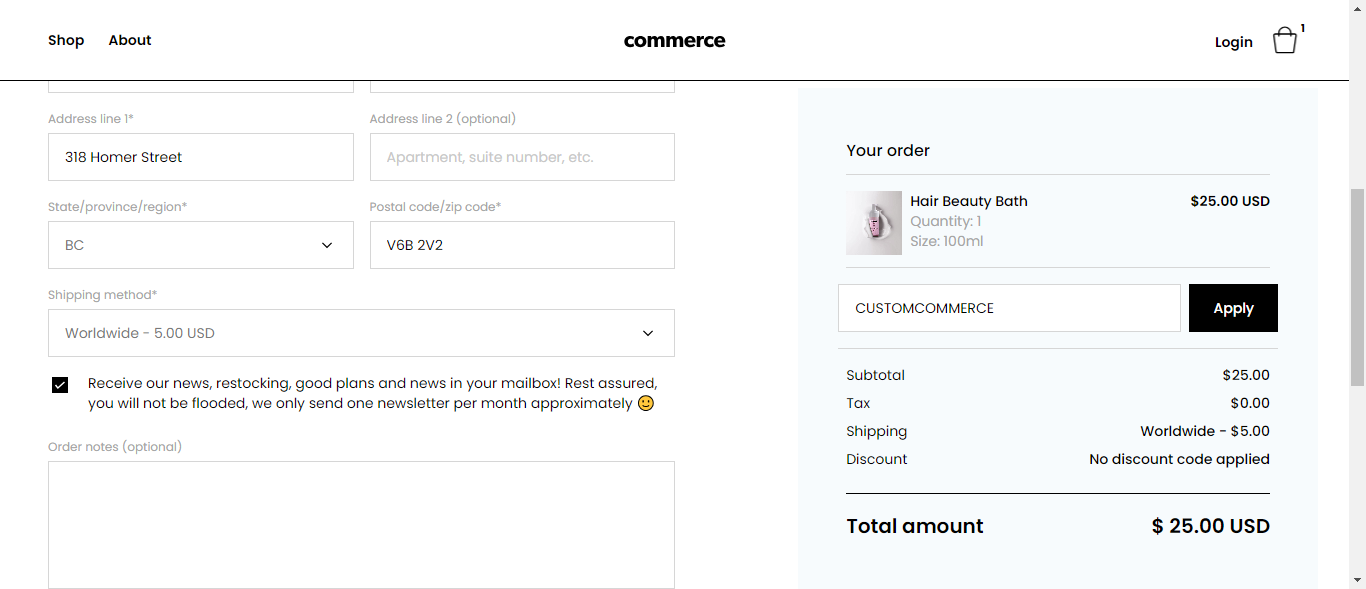 Shop About commerce Login 1
Address line 1* Address line 2 (optional)
318 Homer Street Apartment, suite number, etc.
State/province/region* Postal code/zip code*
BC V6B 2V2
Shipping method*
Worldwide - 5.00 USD
Receive our news, restocking, good plans and news in your mailbox! Rest assured,
you will not be flooded, we only send one newsletter per month approximately 🙂
Order notes (optional)
Your order
Hair Beauty Bath $25.00 USD
Quantity: 1
Size: 100ml
CUSTOMCOMMERCE Apply
Subtotal $25.00
Tax $0.00
Shipping Worldwide - $5.00
Discount No discount code applied
Total amount $ 25.00 USD